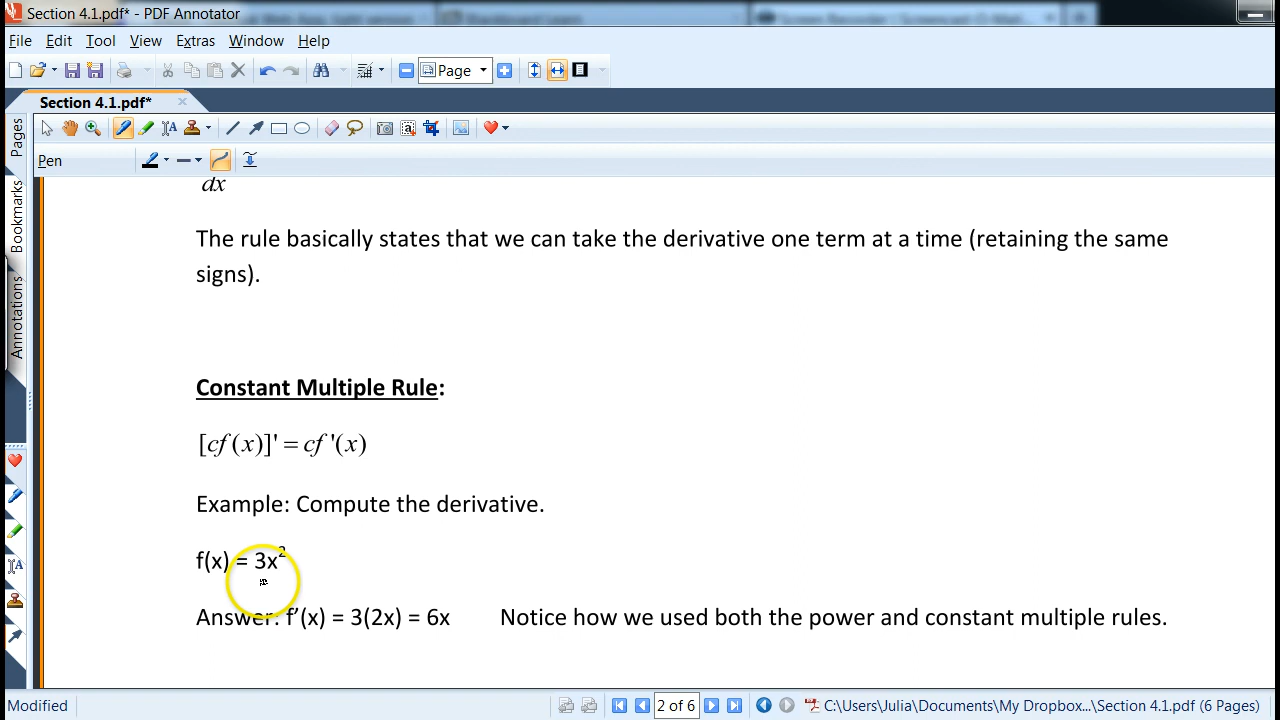 Section 4.1.pdf* - PDF Annotator
File Edit Tool View Extras Window Help
Page
Section 4.1.pdf*
Pen
Pages
Bookmarks
Annotations
dx
The rule basically states that we can take the derivative one term at a time (retaining the same
signs).
Constant Multiple Rule:
[cf(x)]' = cf '(x)
Example: Compute the derivative.
f(x) = 3x²
Answer: f’(x) = 3(2x) = 6x Notice how we used both the power and constant multiple rules.
Modified 2 of 6 C:\Users\Julia\Documents\My Dropbox...\Section 4.1.pdf (6 Pages)